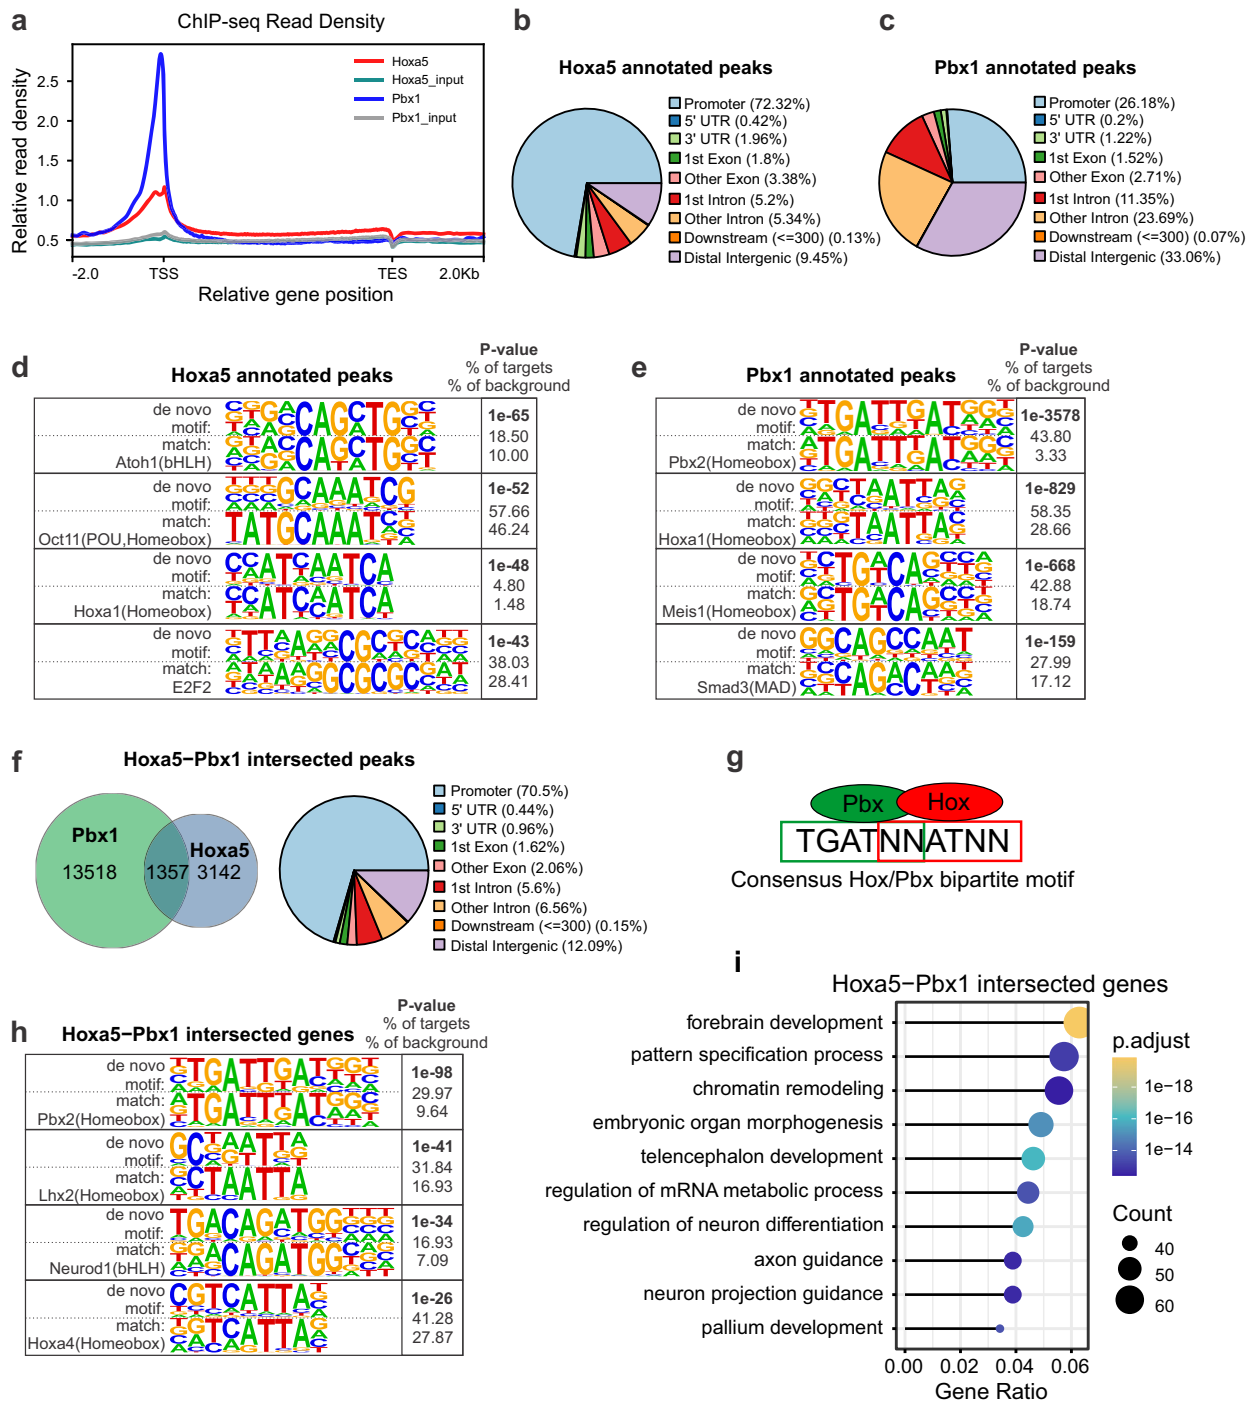 a
ChIP-seq Read Density
Relative read density
2.5
2.0
1.5
1.0
0.5
Hoxa5
Hoxa5_input
Pbx1
Pbx1_input
-2.0
TSS
TES
2.0Kb
Relative gene position
b
Hoxa5 annotated peaks
Promoter (72.32%)
5' UTR (0.42%)
3' UTR (1.96%)
1st Exon (1.8%)
Other Exon (3.38%)
1st Intron (5.2%)
Other Intron (5.34%)
Downstream (<=300) (0.13%)
Distal Intergenic (9.45%)
c
Pbx1 annotated peaks
Promoter (26.18%)
5' UTR (0.2%)
3' UTR (1.22%)
1st Exon (1.52%)
Other Exon (2.71%)
1st Intron (11.35%)
Other Intron (23.69%)
Downstream (<=300) (0.07%)
Distal Intergenic (33.06%)
d
Hoxa5 annotated peaks
P-value
% of targets
% of background
de novo
motif:
match:
Atoh1(bHLH)
1e-65
18.50
10.00
de novo
motif:
match:
Oct11(POU,Homeobox)
1e-52
57.66
46.24
de novo
motif:
match:
Hoxa1(Homeobox)
1e-48
4.80
1.48
de novo
motif:
match:
E2F2
1e-43
38.03
28.41
e
Pbx1 annotated peaks
P-value
% of targets
% of background
de novo
motif:
match:
Pbx2(Homeobox)
1e-3578
43.80
3.33
de novo
motif:
match:
Hoxa1(Homeobox)
1e-829
58.35
28.66
de novo
motif:
match:
Meis1(Homeobox)
1e-668
42.88
18.74
de novo
motif:
match:
Smad3(MAD)
1e-159
27.99
17.12
f
Hoxa5−Pbx1 intersected peaks
Pbx1
13518
1357
Hoxa5
3142
Promoter (70.5%)
5' UTR (0.44%)
3' UTR (0.96%)
1st Exon (1.62%)
Other Exon (2.06%)
1st Intron (5.6%)
Other Intron (6.56%)
Downstream (<=300) (0.15%)
Distal Intergenic (12.09%)
g
Pbx
Hox
TGATNNATNN
Consensus Hox/Pbx bipartite motif
h
Hoxa5−Pbx1 intersected genes
P-value
% of targets
% of background
de novo
motif:
match:
Pbx2(Homeobox)
1e-98
29.97
9.64
de novo
motif:
match:
Lhx2(Homeobox)
1e-41
31.84
16.93
de novo
motif:
match:
Neurod1(bHLH)
1e-34
16.93
7.09
de novo
motif:
match:
Hoxa4(Homeobox)
1e-26
41.28
27.87
i
Hoxa5−Pbx1 intersected genes
forebrain development
pattern specification process
chromatin remodeling
embryonic organ morphogenesis
telencephalon development
regulation of mRNA metabolic process
regulation of neuron differentiation
axon guidance
neuron projection guidance
pallium development
0.00
0.02
0.04
0.06
Gene Ratio
p.adjust
1e−18
1e−16
1e−14
Count
40
50
60